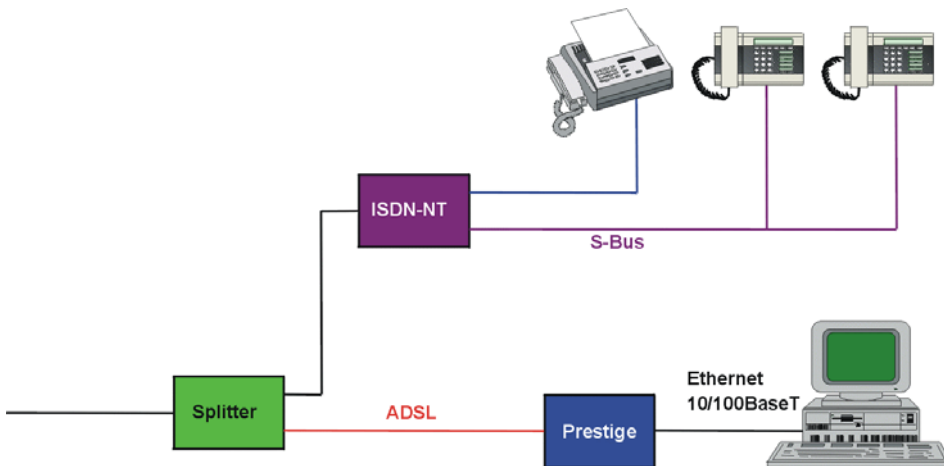 ISDN-NT
S-Bus
Splitter
ADSL
Prestige
Ethernet
10/100BaseT